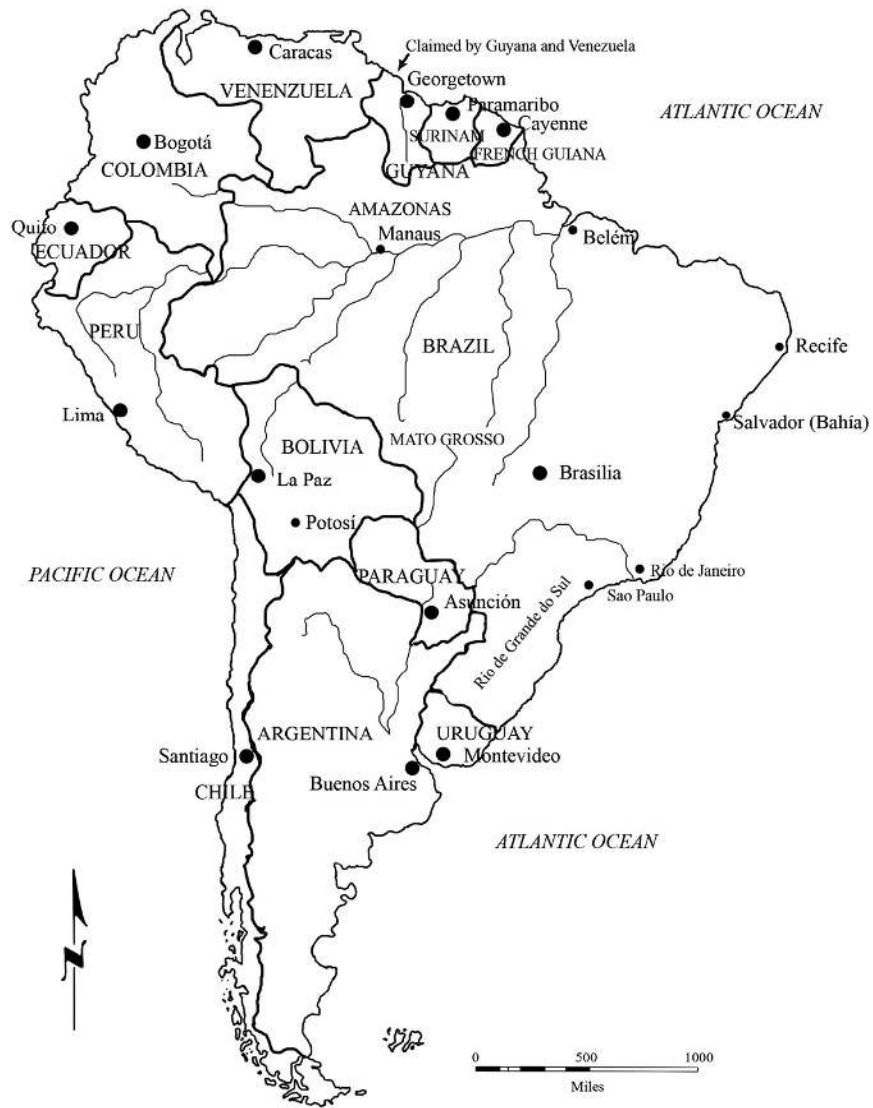 Claimed by Guyana and Venezuela
Caracas
Georgetown
VENENZUELA
Paramaribo
ATLANTIC OCEAN
Cayenne
Bogotá
SURINAM
FRENCH GUIANA
COLOMBIA
GUYANA
AMAZONAS
Quito
Manaus
Belém
ECUADOR
PERU
BRAZIL
Recife
Lima
Salvador (Bahía)
MATO GROSSO
BOLIVIA
La Paz
Brasilia
Potosí
PACIFIC OCEAN
PARAGUAY
Río de Janeiro
Sao Paulo
Asunción
Rio de Grande do Sul
ARGENTINA
URUGUAY
Santiago
Montevideo
Buenos Aires
CHILE
ATLANTIC OCEAN
N
0 500 1000
Miles